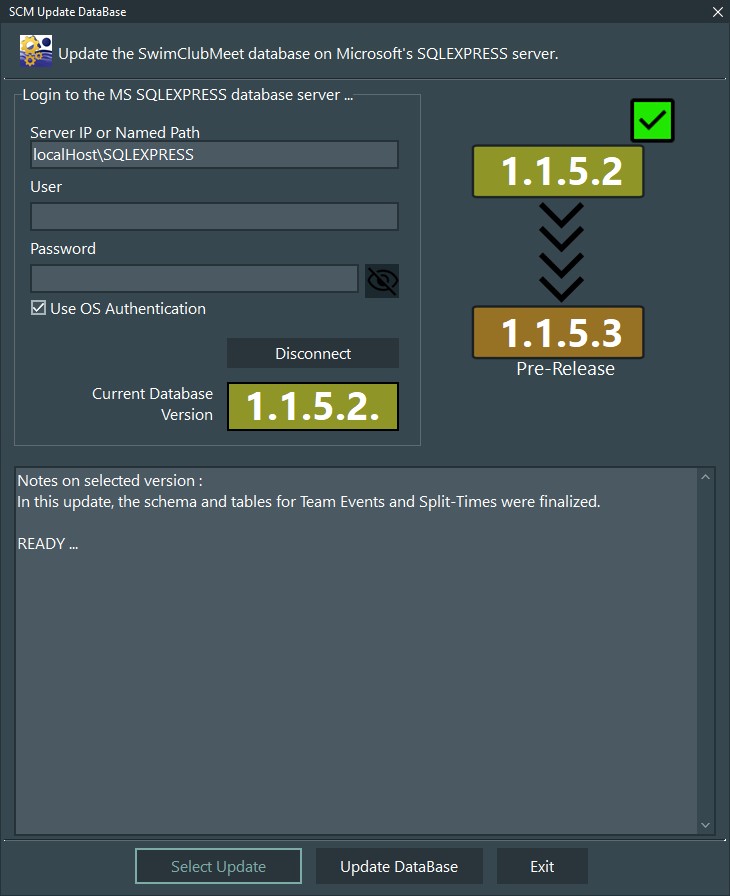 SCM Update DataBase
Update the SwimClubMeet database on Microsoft's SQLEXPRESS server.
Login to the MS SQLEXPRESS database server ...
Server IP or Named Path
localHost\SQLEXPRESS
User
Password
Use OS Authentication
Disconnect
Current Database
Version
1.1.5.2.
1.1.5.2
1.1.5.3
Pre-Release
Notes on selected version :
In this update, the schema and tables for Team Events and Split-Times were finalized.
READY ...
Select Update
Update DataBase
Exit